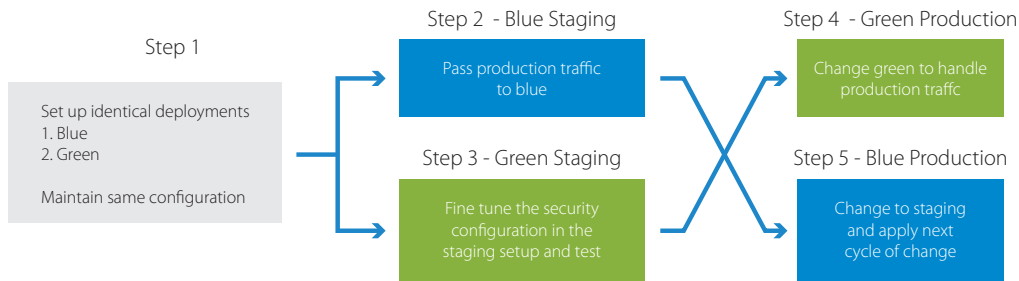 Step 1
Set up identical deployments
1. Blue
2. Green
Maintain same configuration
Step 2  - Blue Staging
Pass production traffic
to blue
Step 3 - Green Staging
Fine tune the security
configuration in the
staging setup and test
Step 4  - Green Production
Change green to handle
production traffc
Step 5 - Blue Production
Change to staging
and apply next
cycle of change